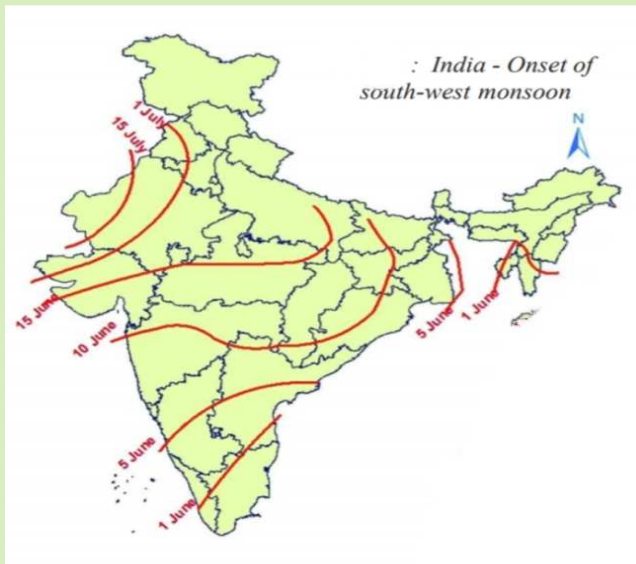 : India - Onset of
south-west monsoon
N
1 July
15 July
15 June
10 June
5 June
1 June
5 June
1 June